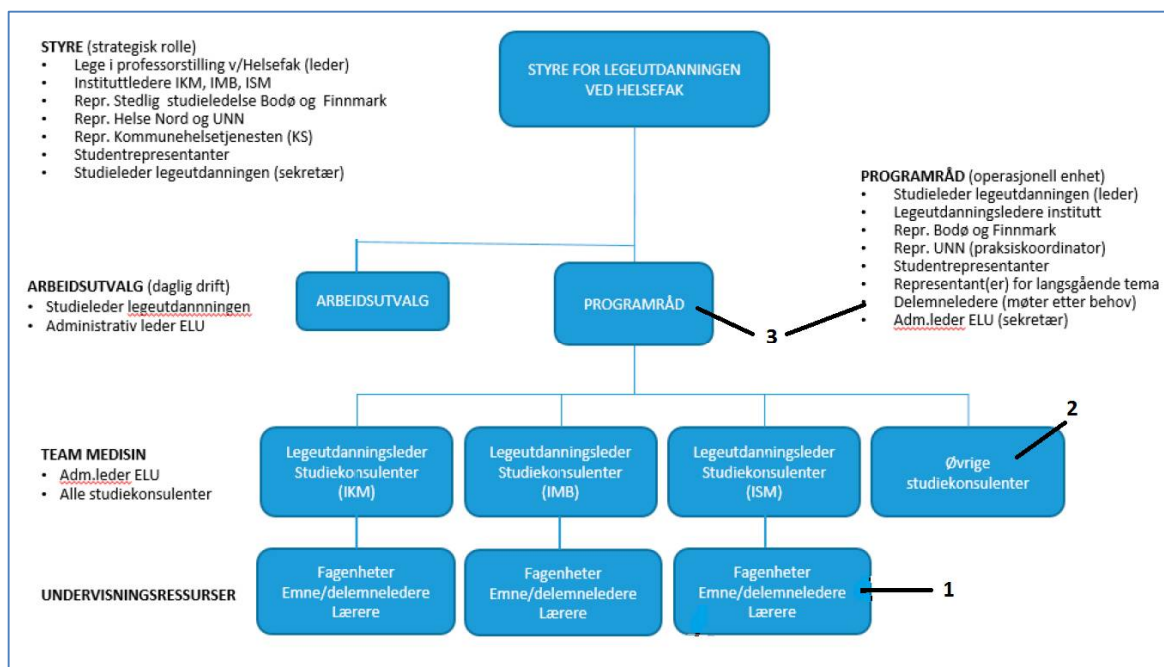 STYRE (strategisk rolle)
• Lege i professorstilling v/Helsefak (leder)
• Instituttledere IKM, IMB, ISM
• Repr. Stedlig studieledelse Bodø og Finnmark
• Repr. Helse Nord og UNN
• Repr. Kommunehelsetjenesten (KS)
• Studentrepresentanter
• Studieleder legeutdanningen (sekretær)
STYRE FOR LEGEUTDANNINGEN
VED HELSEFAK
PROGRAMRÅD (operasjonell enhet)
• Studieleder legeutdanningen (leder)
• Legeutdanningsledere institutt
• Repr. Bodø og Finnmark
• Repr. UNN (praksiskoordinator)
• Studentrepresentanter
• Representant(er) for langsgående tema
• Delemneledere (møter etter behov)
• Adm.leder ELU (sekretær)
ARBEIDSUTVALG (daglig drift)
• Studieleder legeutdannningen
• Administrativ leder ELU
ARBEIDSUTVALG
PROGRAMRÅD
3
TEAM MEDISIN
• Adm.leder ELU
• Alle studiekonsulenter
Legeutdanningsleder
Studiekonsulenter
(IKM)
Legeutdanningsleder
Studiekonsulenter
(IMB)
Legeutdanningsleder
Studiekonsulenter
(ISM)
Øvrige
studiekonsulenter
2
UNDERVISNINGSRESSURSER
Fagenheter
Emne/delemneledere
Lærere
Fagenheter
Emne/delemneledere
Lærere
Fagenheter
Emne/delemneledere
Lærere
1